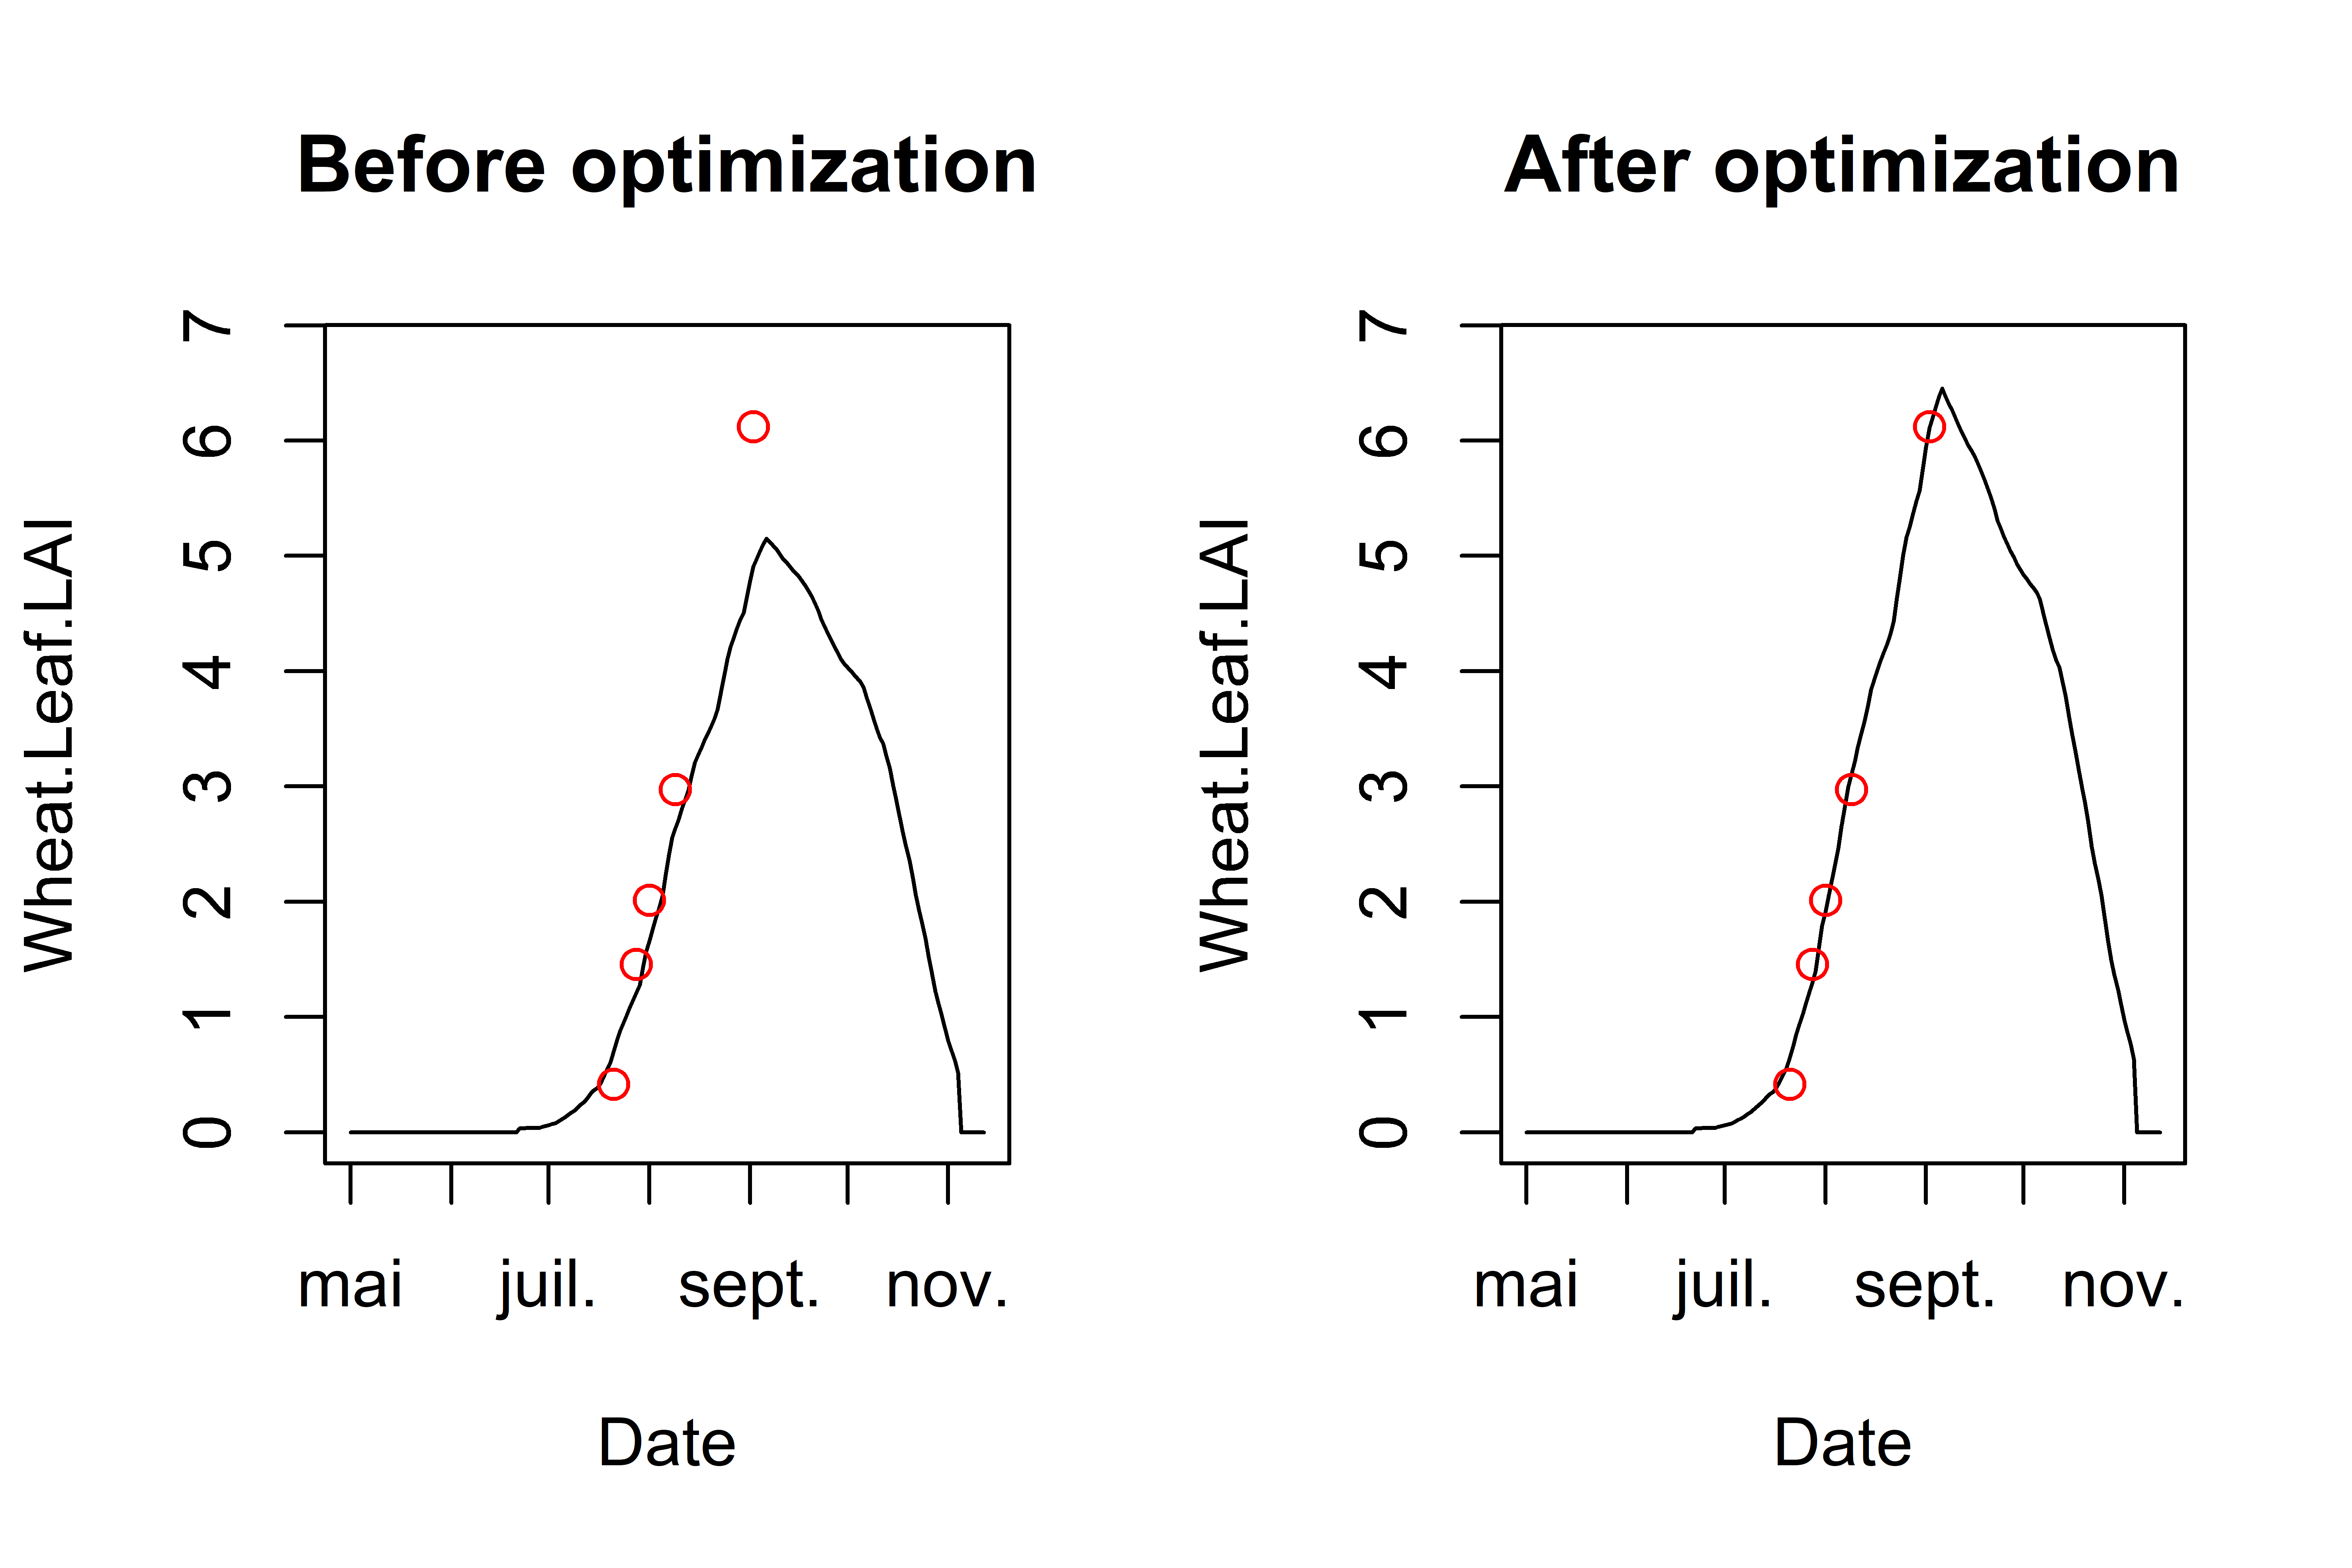 Before optimization
Wheat.Leaf.LAI
7
6
5
4
3
2
1
0
mai juil. sept. nov.
Date
After optimization
Wheat.Leaf.LAI
7
6
5
4
3
2
1
0
mai juil. sept. nov.
Date